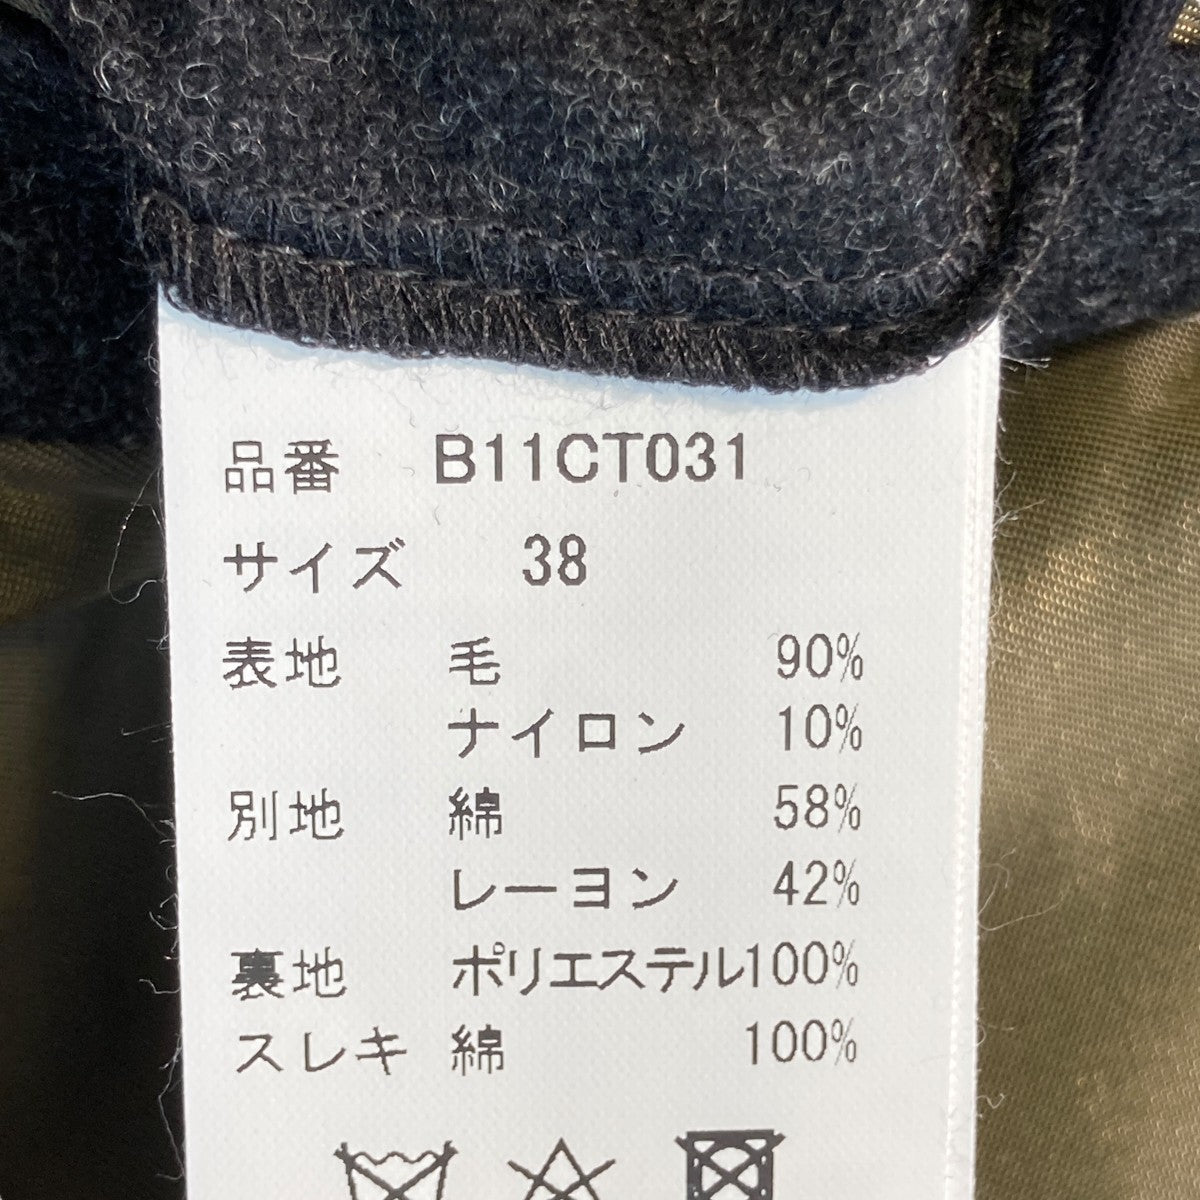 品番 B11CT031
サイズ 38
表地 毛 90%
ナイロン 10%
別地 綿 58%
レーヨン 42%
裏地 ポリエステル100%
スレキ 綿 100%